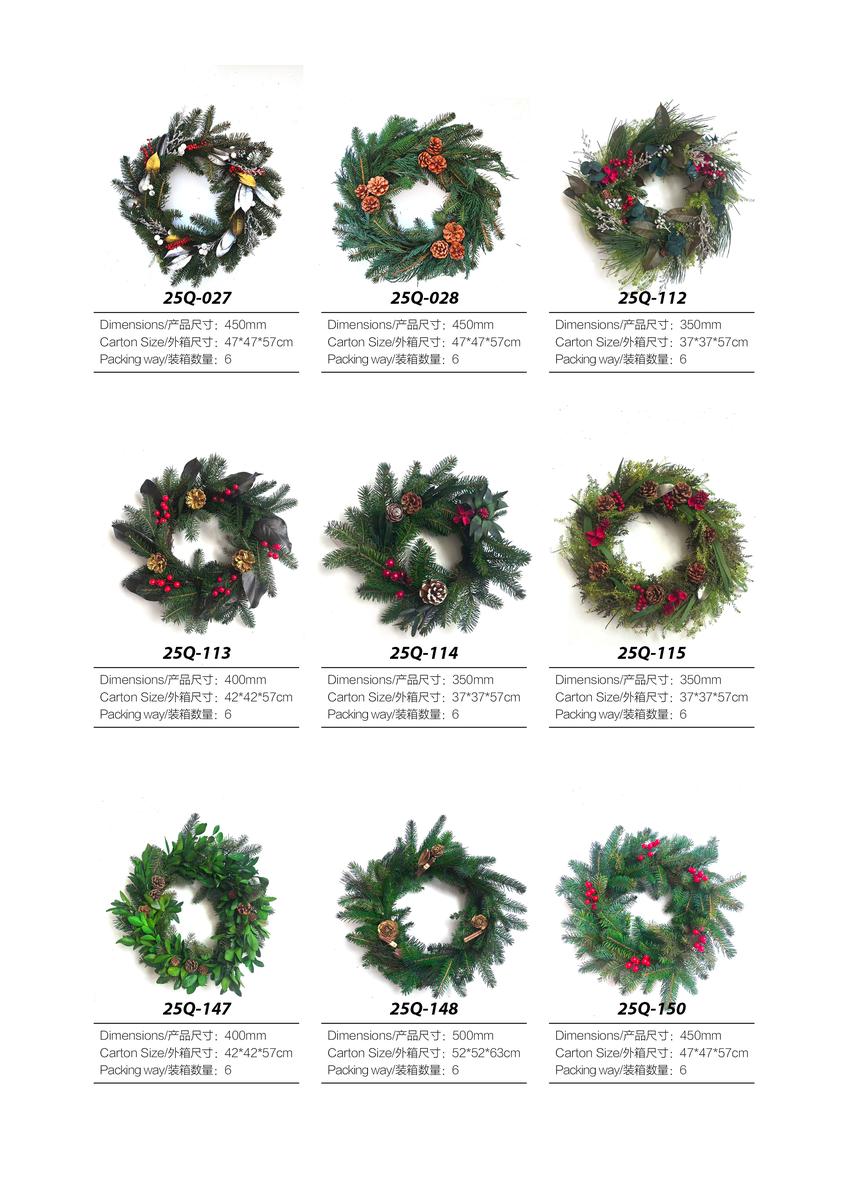 25Q-027
Dimensions/产品尺寸：450mm
Carton Size/外箱尺寸：47*47*57cm
Packing way/装箱数量：6
25Q-028
Dimensions/产品尺寸：450mm
Carton Size/外箱尺寸：47*47*57cm
Packing way/装箱数量：6
25Q-112
Dimensions/产品尺寸：350mm
Carton Size/外箱尺寸：37*37*57cm
Packing way/装箱数量：6
25Q-113
Dimensions/产品尺寸：400mm
Carton Size/外箱尺寸：42*42*57cm
Packing way/装箱数量：6
25Q-114
Dimensions/产品尺寸：350mm
Carton Size/外箱尺寸：37*37*57cm
Packing way/装箱数量：6
25Q-115
Dimensions/产品尺寸：350mm
Carton Size/外箱尺寸：37*37*57cm
Packing way/装箱数量：6
25Q-147
Dimensions/产品尺寸：400mm
Carton Size/外箱尺寸：42*42*57cm
Packing way/装箱数量：6
25Q-148
Dimensions/产品尺寸：500mm
Carton Size/外箱尺寸：52*52*63cm
Packing way/装箱数量：6
25Q-150
Dimensions/产品尺寸：450mm
Carton Size/外箱尺寸：47*47*57cm
Packing way/装箱数量：6